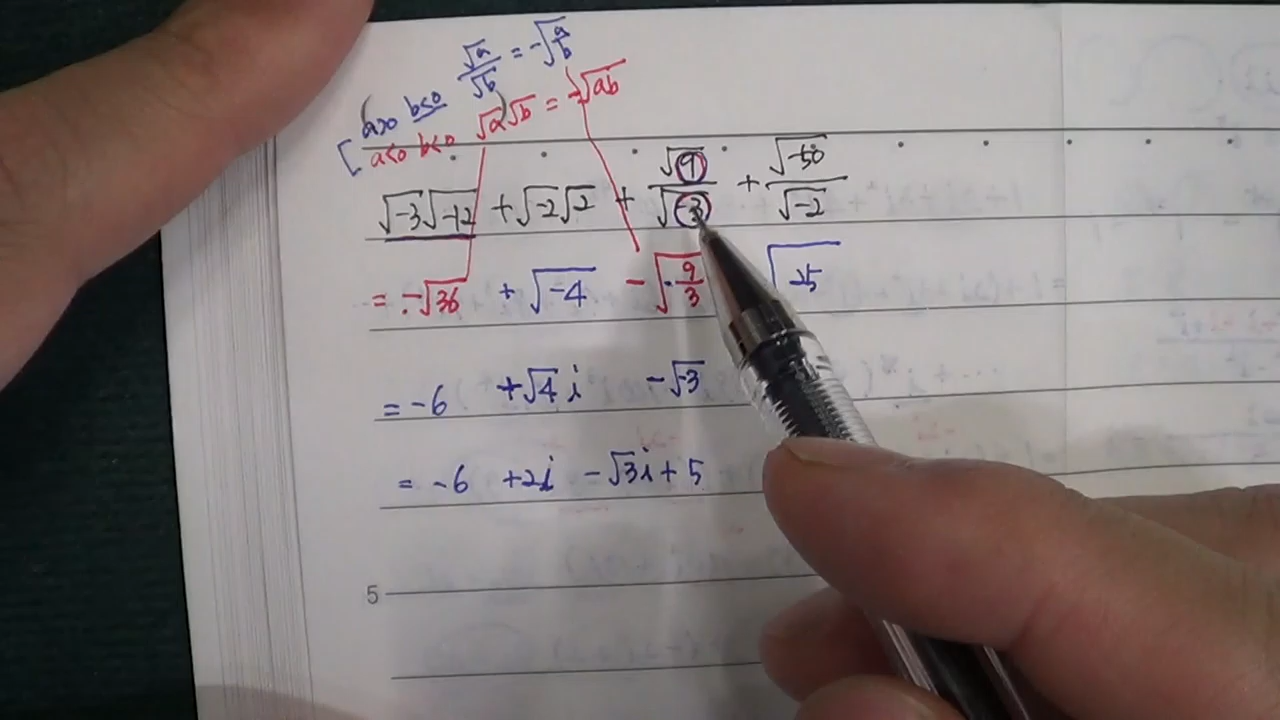 √a/√b = -√(a/b)
a>0 b<0
a<0 b<0 √a√b = -√ab
√-3√-12 + √-2√2 + √9/√-3 + √-50/√-2
= -√36 + √-4 - √(-9/3) √25
= -6 +√4 i -√-3
= -6 +2i -√3i + 5
5